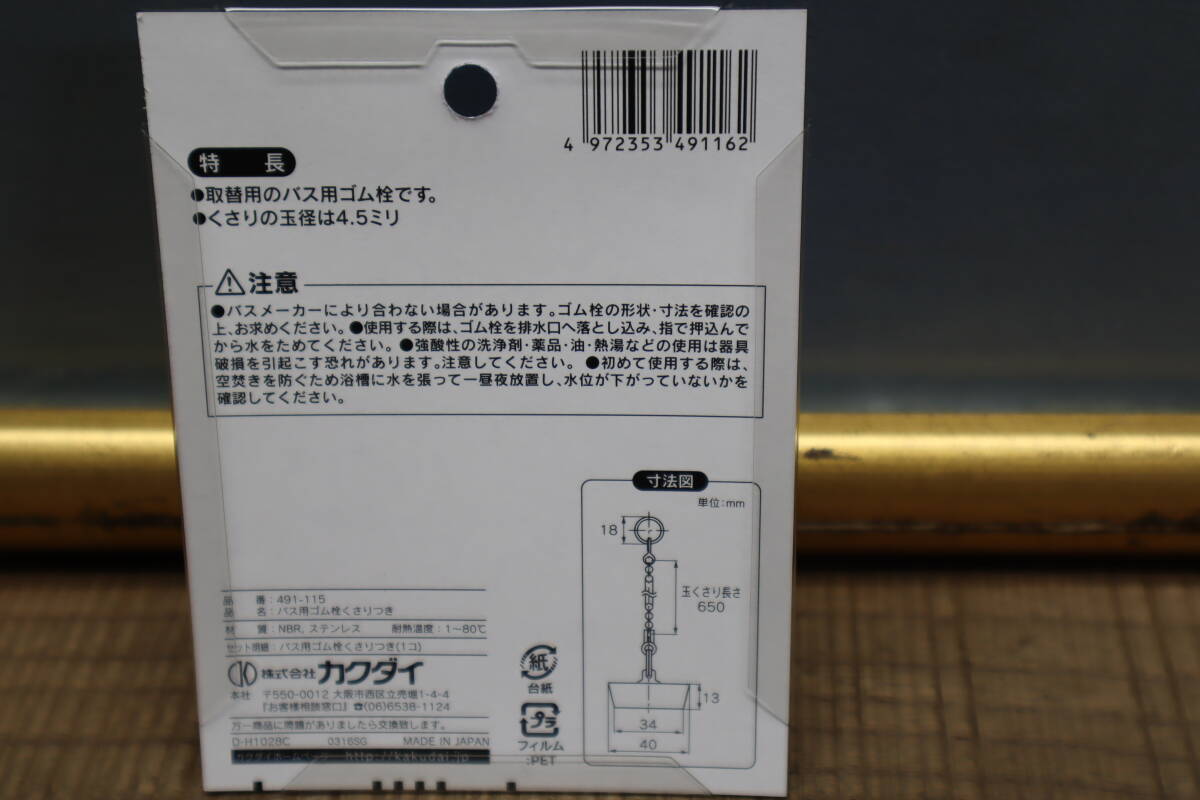 4 972353 491162
特長
●取替用のバス用ゴム栓です。
●くさりの玉径は4.5ミリ
注意
●バスメーカーにより合わない場合があります。ゴム栓の形状・寸法を確認の
上、お求めください。●使用する際は、ゴム栓を排水口へ落とし込み、指で押込んで
から水をためてください。●強酸性の洗浄剤・薬品・油・熱湯などの使用は器具
破損を引起こす恐れがあります。注意してください。●初めて使用する際は、
空焚きを防ぐため浴槽に水を張って一昼夜放置し、水位が下がっていないかを
確認してください。
寸法図
単位:mm
18
玉くさり長さ
650
13
34
40
品番:491-115
品名:バス用ゴム栓くさりつき
材質:NBR,ステンレス 耐熱温度:1~80℃
セット明細:バス用ゴム栓くさりつき(1コ)
株式会社カクダイ
本社 〒550-0012 大阪市西区立売堀1-4-4
『お客様相談窓口』☎(06)6538-1124
万一商品に問題がありましたら交換致します。
D-H1028C 0316SG MADE IN JAPAN
カクダイホームページ http://kakudai.jp
紙
台紙
プラ
フィルム
:PET